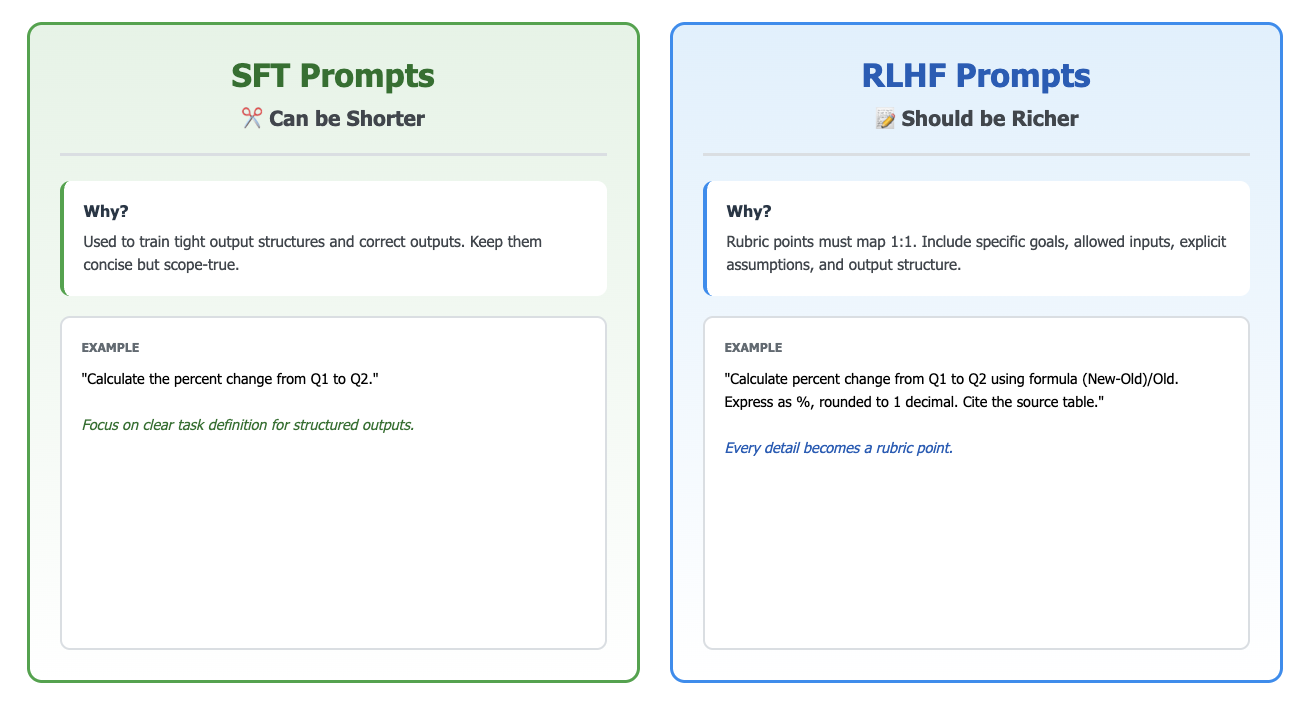 SFT Prompts
✂️ Can be Shorter
Why?
Used to train tight output structures and correct outputs. Keep them
concise but scope-true.
EXAMPLE
"Calculate the percent change from Q1 to Q2."
Focus on clear task definition for structured outputs.
RLHF Prompts
📝 Should be Richer
Why?
Rubric points must map 1:1. Include specific goals, allowed inputs, explicit
assumptions, and output structure.
EXAMPLE
"Calculate percent change from Q1 to Q2 using formula (New-Old)/Old.
Express as %, rounded to 1 decimal. Cite the source table."
Every detail becomes a rubric point.